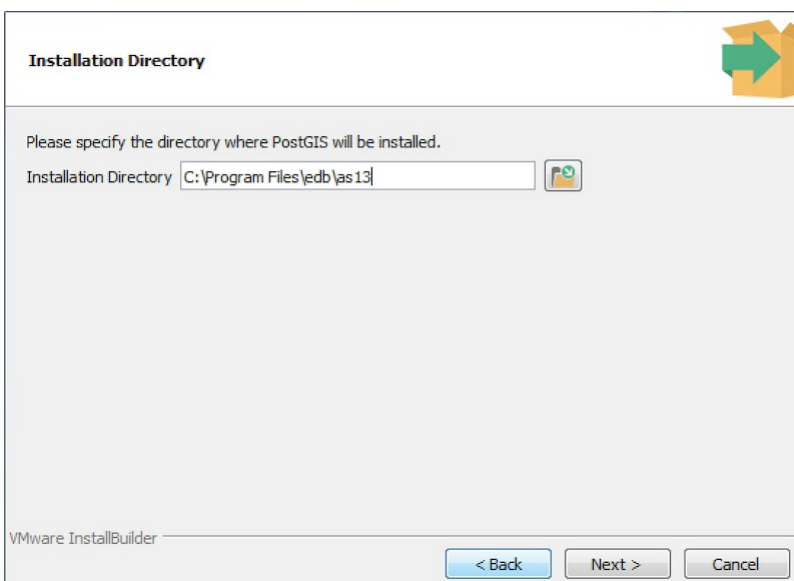 Installation Directory
Please specify the directory where PostGIS will be installed.
Installation Directory C:\Program Files\edb\as13
VMware InstallBuilder
< Back Next > Cancel